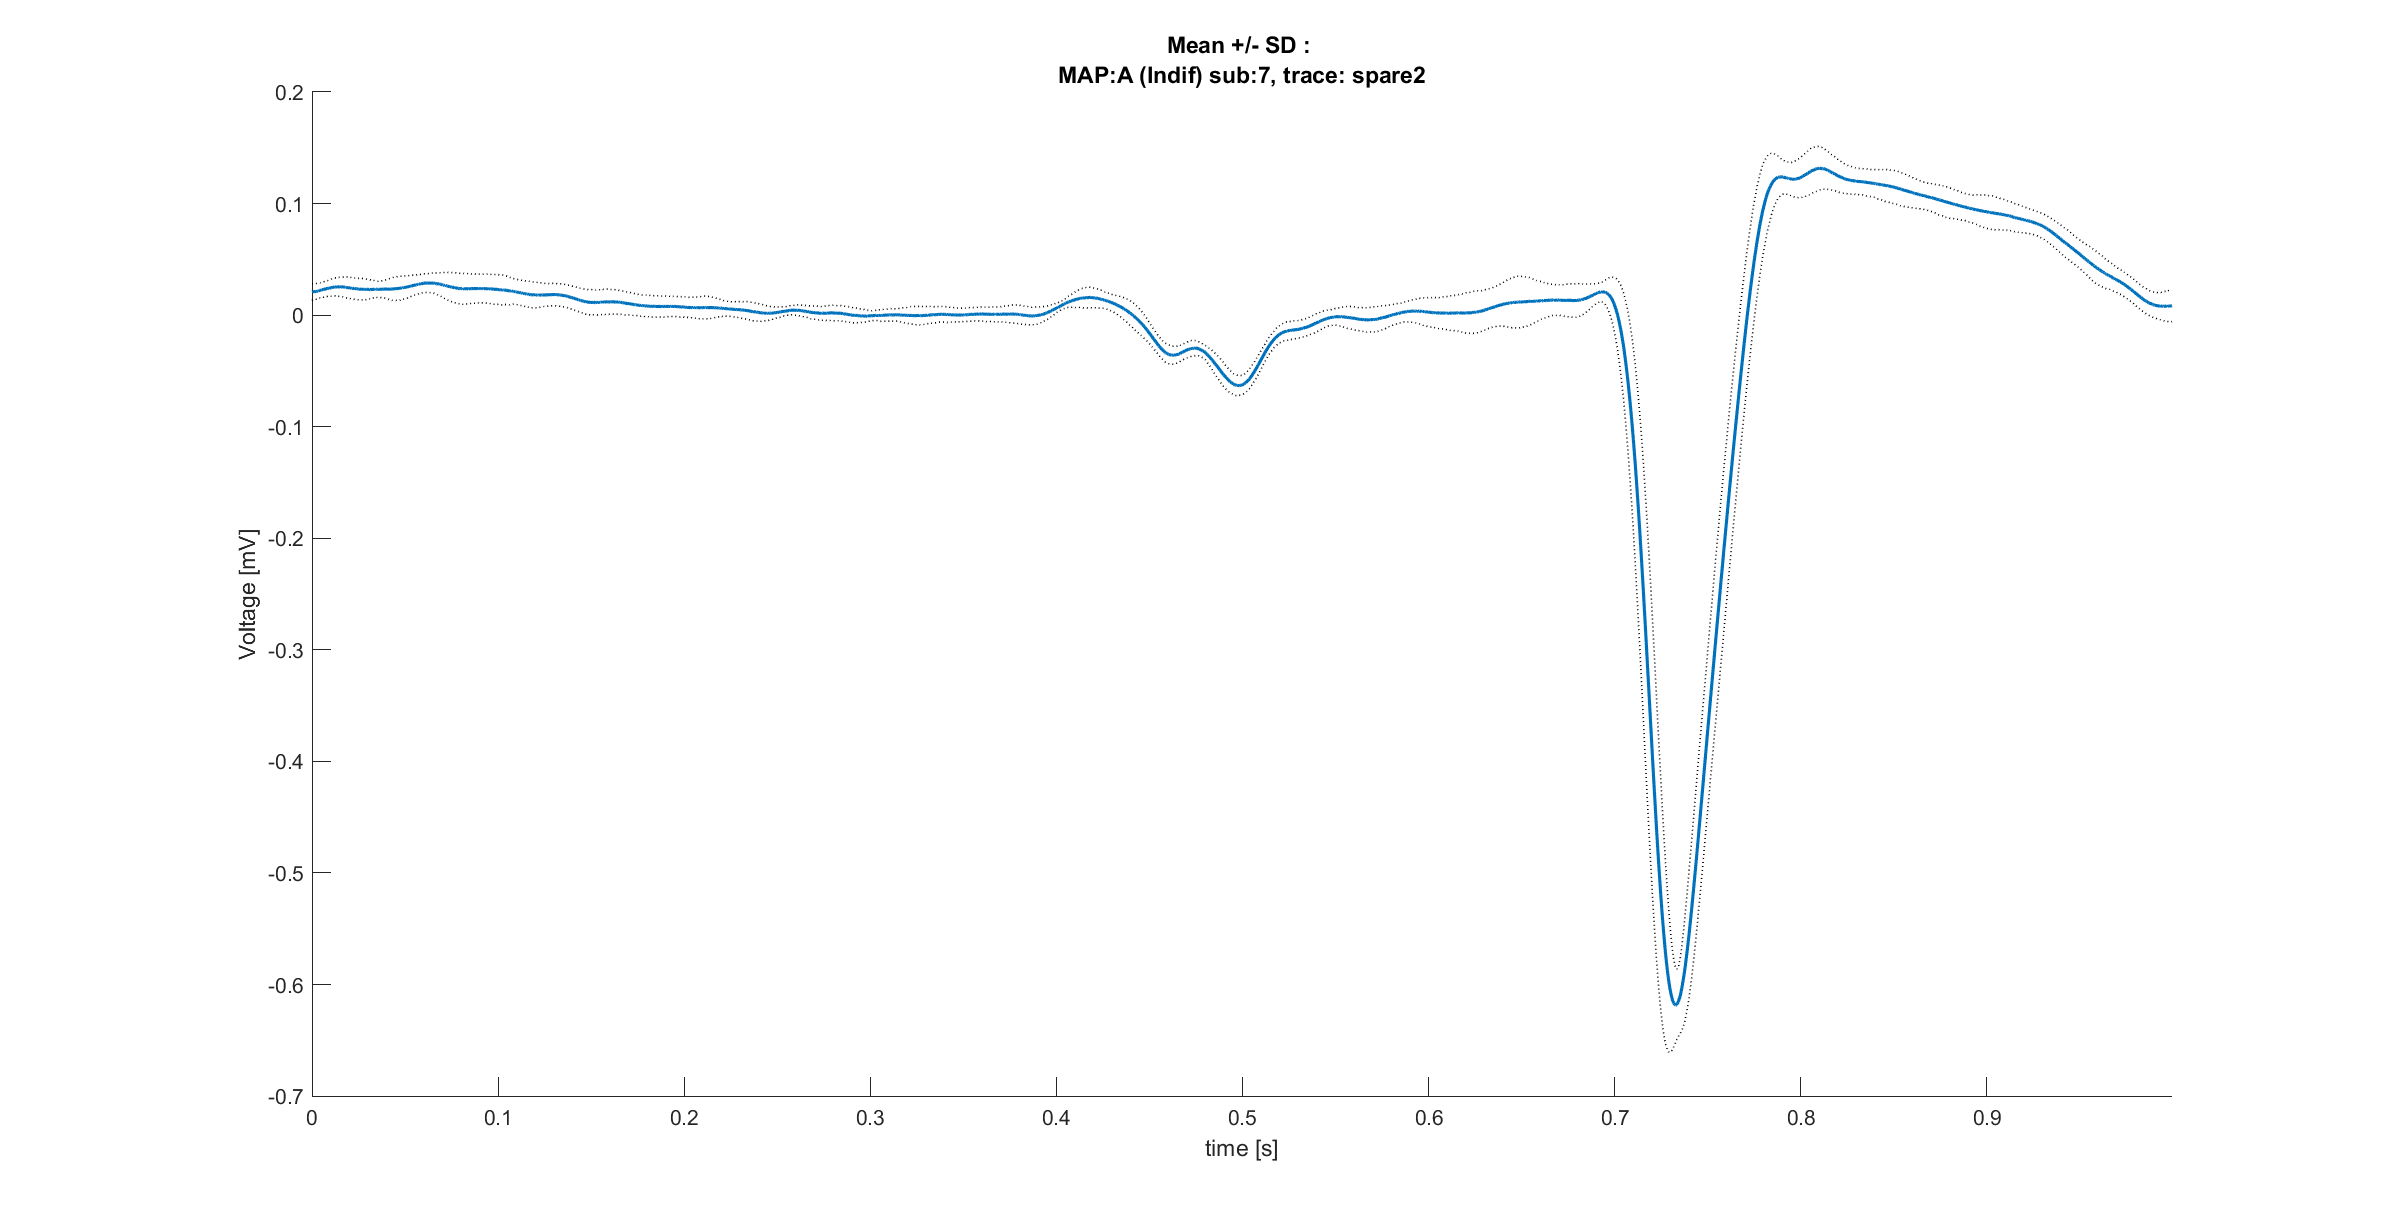 Mean +/- SD :
MAP:A (Indif) sub:7, trace: spare2
0.2
0.1
0
-0.1
-0.2
-0.3
-0.4
-0.5
-0.6
-0.7
Voltage [mV]
0 0.1 0.2 0.3 0.4 0.5 0.6 0.7 0.8 0.9
time [s]